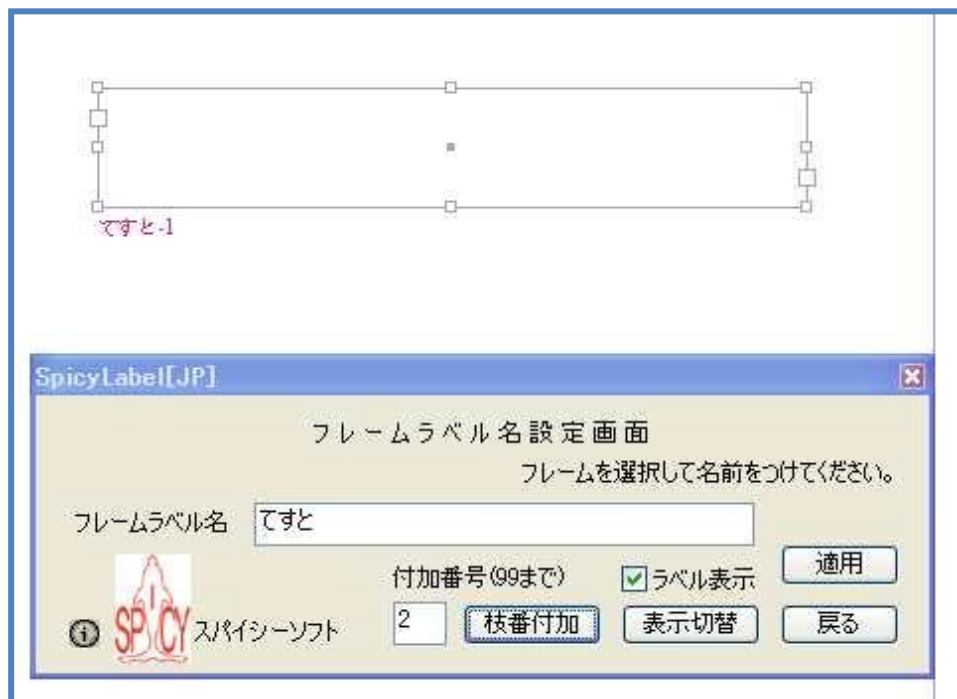 てすと-1
SpicyLabel[JP]
フレームラベル名設定画面
フレームを選択して名前をつけてください。
フレームラベル名 てすと
付加番号(99まで) ラベル表示 適用
SPICY スパイシーソフト 2 枝番付加 表示切替 戻る